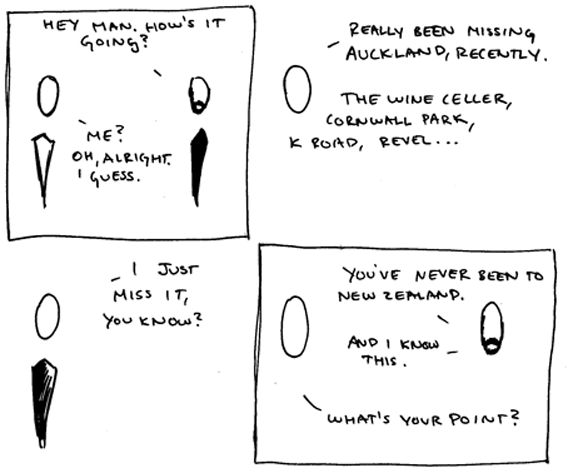 HEY MAN. HOW'S IT
GOING?
ME?
OH, ALRIGHT.
I GUESS.
REALLY BEEN MISSING
AUCKLAND, RECENTLY.
THE WINE CELLER,
CORNWALL PARK,
K ROAD, REVEL...
I JUST
MISS IT,
YOU KNOW?
YOU'VE NEVER BEEN TO
NEW ZEALAND.
AND I KNOW
THIS.
WHAT'S YOUR POINT?